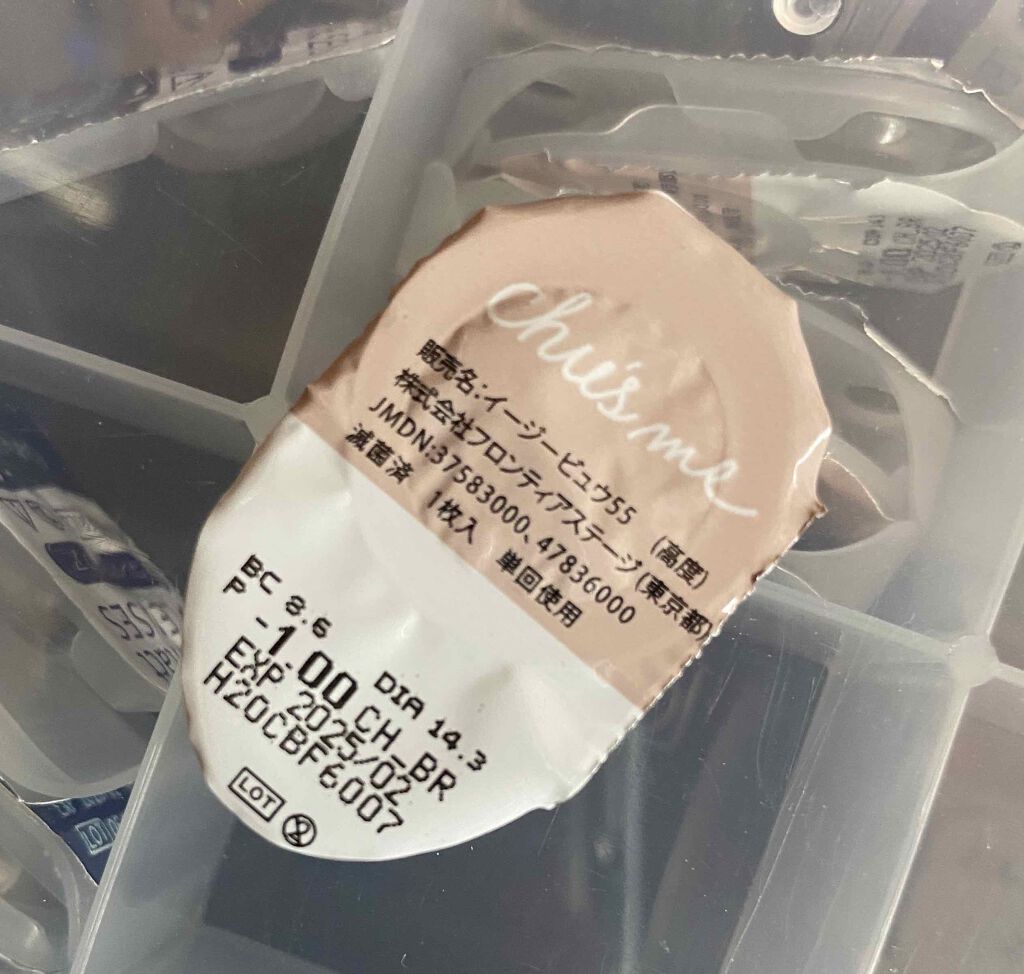 chu's me
販売名:イージービュウ55 (高度)
株式会社フロンティアステージ(東京都)
JMDN:37583000、47836000
滅菌済 1枚入 単回使用
BC 8.6 DIA 14.3
P -1.00 CH_BR
EXP 2025/02
H20CBF6007
LOT